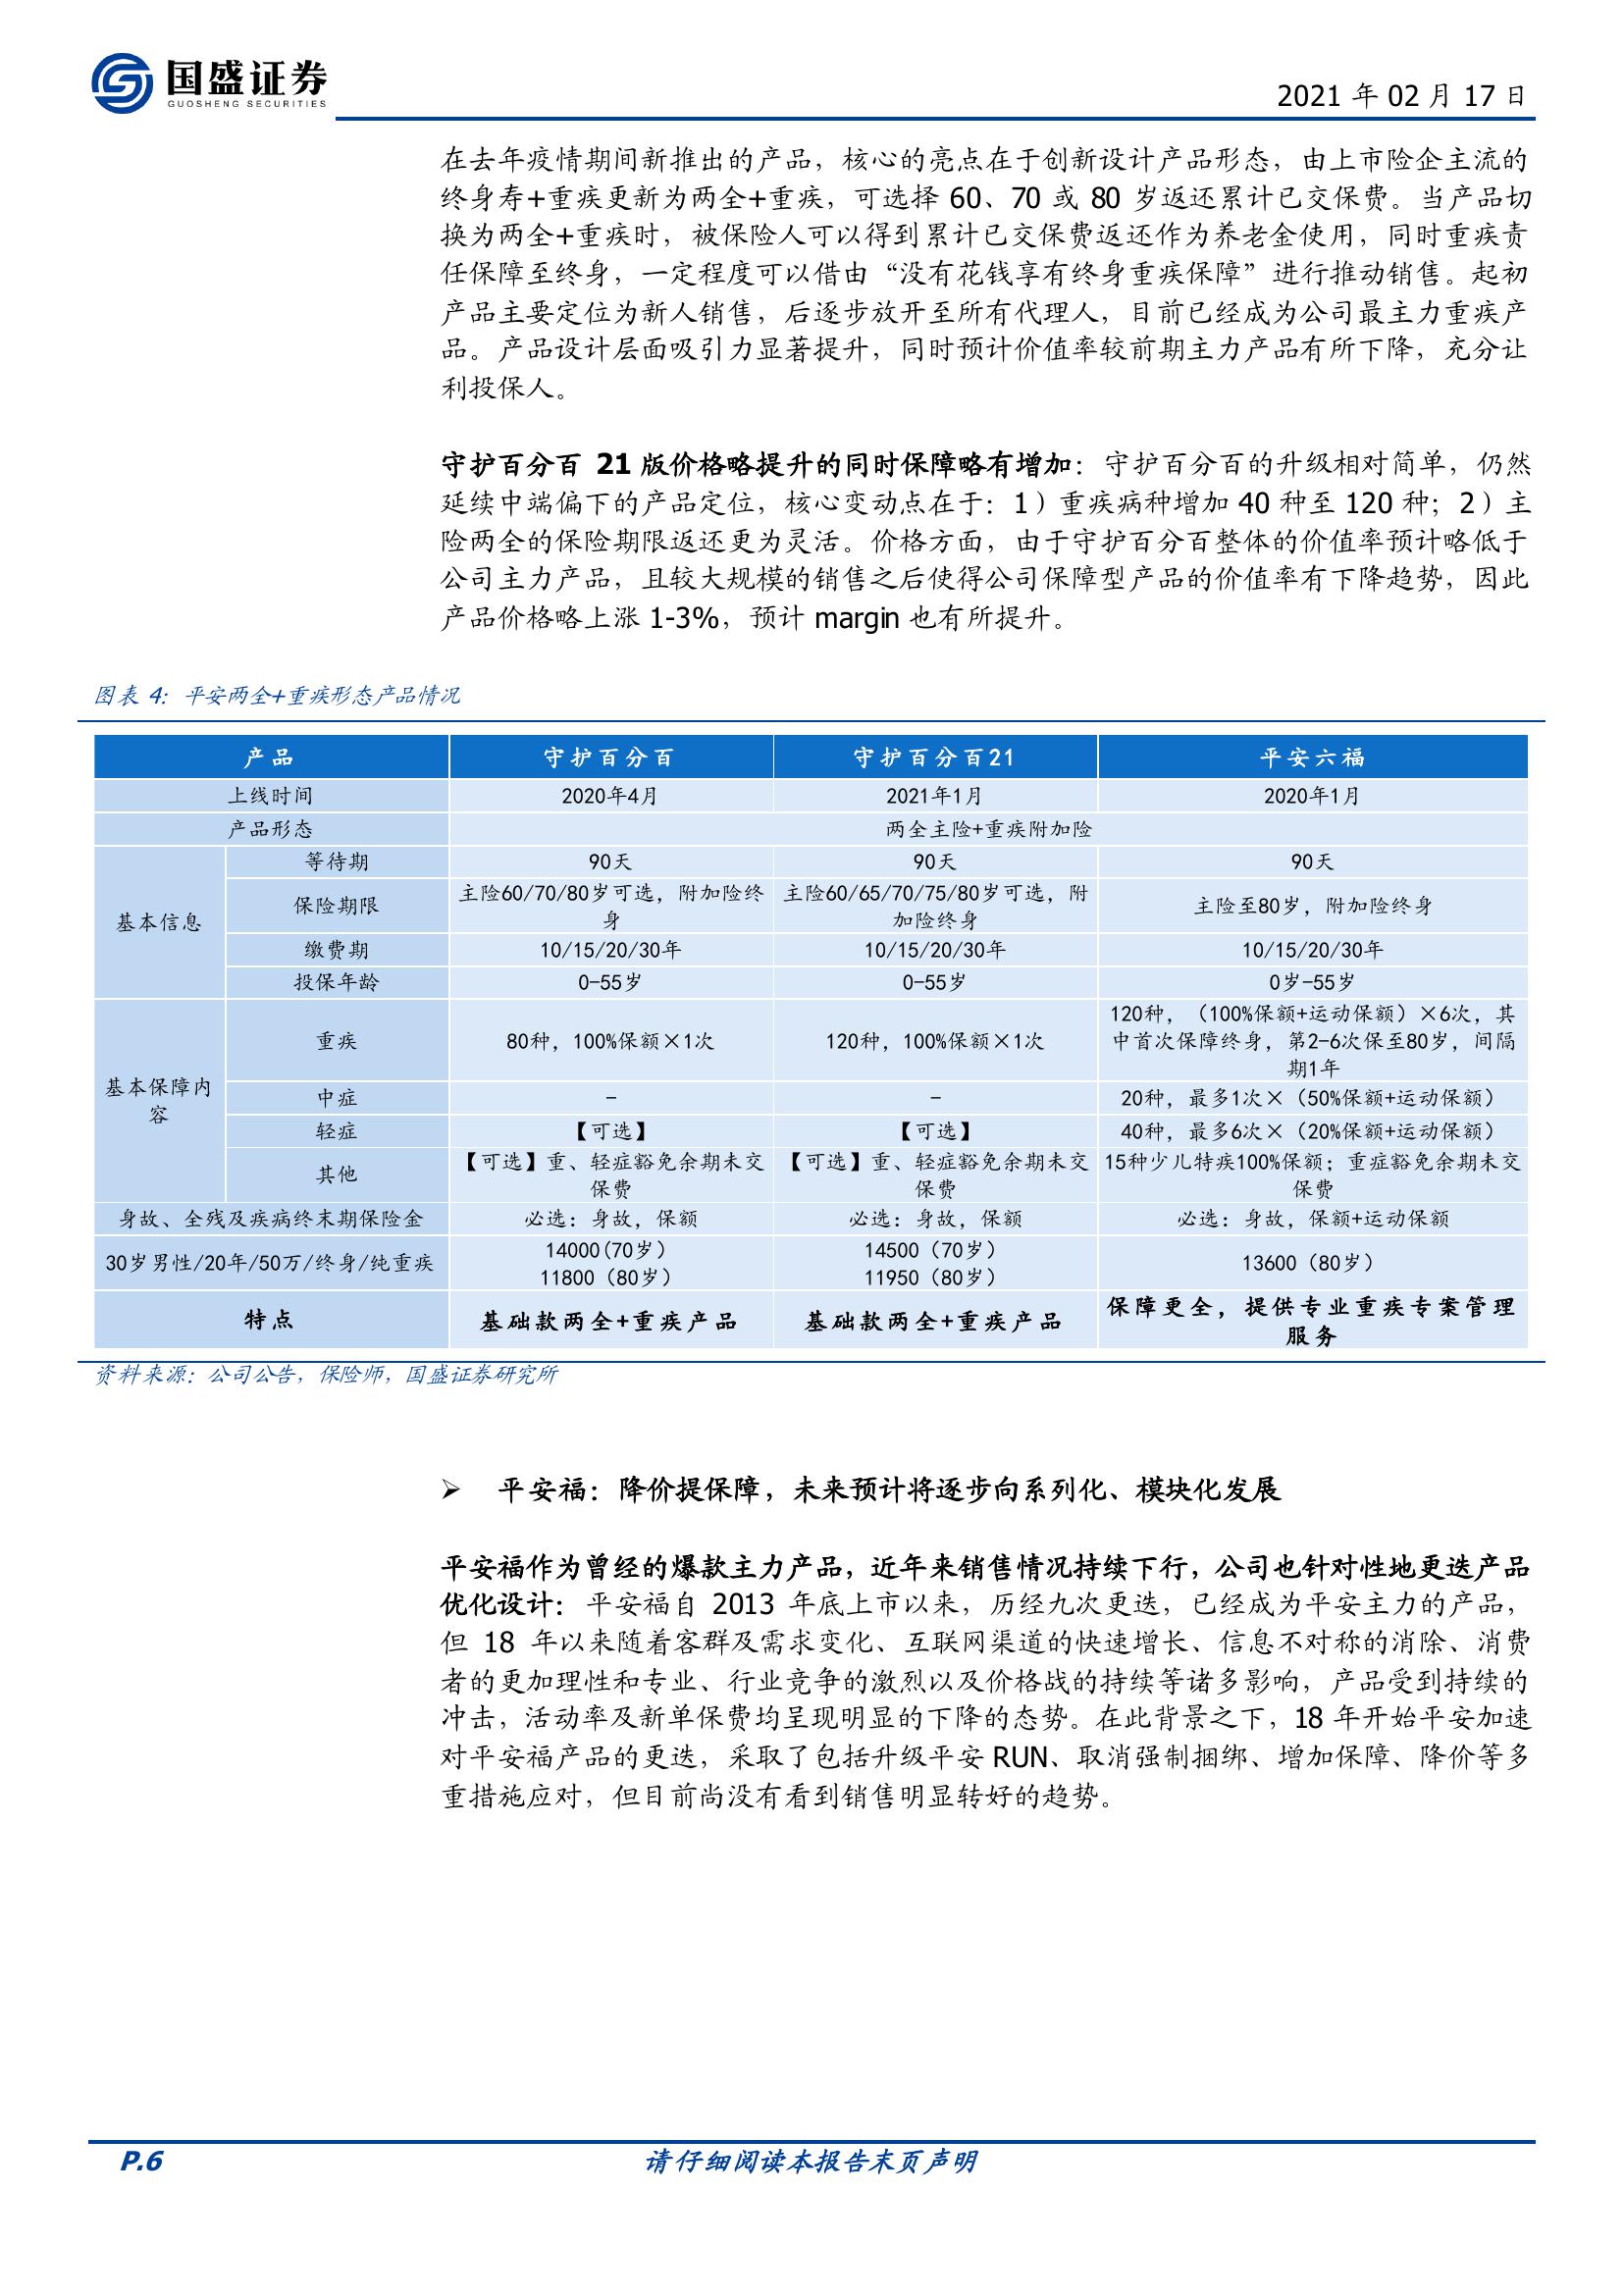 国盛证券
GUOSHENG SECURITIES
2021 年 02 月 17 日
在去年疫情期间新推出的产品，核心的亮点在于创新设计产品形态，由上市险企主流的
终身寿+重疾更新为两全+重疾，可选择 60、70 或 80 岁返还累计已交保费。当产品切
换为两全+重疾时，被保险人可以得到累计已交保费返还作为养老金使用，同时重疾责
任保障至终身，一定程度可以借由“没有花钱享有终身重疾保障”进行推动销售。起初
产品主要定位为新人销售，后逐步放开至所有代理人，目前已经成为公司最主力重疾产
品。产品设计层面吸引力显著提升，同时预计价值率较前期主力产品有所下降，充分让
利投保人。
守护百分百 21 版价格略提升的同时保障略有增加：守护百分百的升级相对简单，仍然
延续中端偏下的产品定位，核心变动点在于：1）重疾病种增加 40 种至 120 种；2）主
险两全的保险期限返还更为灵活。价格方面，由于守护百分百整体的价值率预计略低于
公司主力产品，且较大规模的销售之后使得公司保障型产品的价值率有下降趋势，因此
产品价格略上涨 1-3%，预计 margin 也有所提升。
图表 4：平安两全+重疾形态产品情况
产品 守护百分百 守护百分百21 平安六福
上线时间 2020年4月 2021年1月 2020年1月
产品形态 两全主险+重疾附加险
基本信息
等待期 90天 90天 90天
保险期限 主险60/70/80岁可选，附加险终
身
主险60/65/70/75/80岁可选，附
加险终身
主险至80岁，附加险终身
缴费期 10/15/20/30年 10/15/20/30年 10/15/20/30年
投保年龄 0-55岁 0-55岁 0岁-55岁
基本保障内
容
重疾 80种，100%保额×1次 120种，100%保额×1次
120种，（100%保额+运动保额）×6次，其
中首次保障终身，第2-6次保至80岁，间隔
期1年
中症 - - 20种，最多1次×（50%保额+运动保额）
轻症 【可选】 【可选】 40种，最多6次×（20%保额+运动保额）
其他
【可选】重、轻症豁免余期未交
保费
【可选】重、轻症豁免余期未交
保费
15种少儿特疾100%保额；重症豁免余期未交
保费
身故、全残及疾病终末期保险金 必选：身故，保额 必选：身故，保额 必选：身故，保额+运动保额
30岁男性/20年/50万/终身/纯重疾
14000(70岁）
11800（80岁）
14500（70岁）
11950（80岁）
13600（80岁）
特点 基础款两全+重疾产品 基础款两全+重疾产品
保障更全，提供专业重疾专案管理
服务
资料来源：公司公告，保险师，国盛证券研究所
➢ 平安福：降价提保障，未来预计将逐步向系列化、模块化发展
平安福作为曾经的爆款主力产品，近年来销售情况持续下行，公司也针对性地更迭产品
优化设计：平安福自 2013 年底上市以来，历经九次更迭，已经成为平安主力的产品，
但 18 年以来随着客群及需求变化、互联网渠道的快速增长、信息不对称的消除、消费
者的更加理性和专业、行业竞争的激烈以及价格战的持续等诸多影响，产品受到持续的
冲击，活动率及新单保费均呈现明显的下降的态势。在此背景之下，18 年开始平安加速
对平安福产品的更迭，采取了包括升级平安 RUN、取消强制捆绑、增加保障、降价等多
重措施应对，但目前尚没有看到销售明显转好的趋势。
P.6
请仔细阅读本报告末页声明